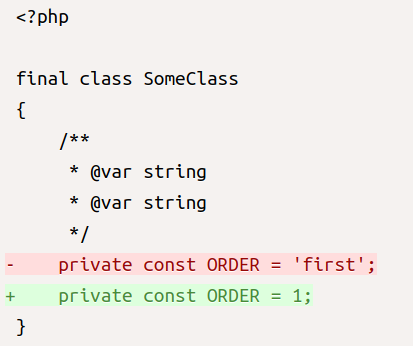 <?php
final class SomeClass
{
/**
* @var string
* @var string
*/
- private const ORDER = 'first';
+ private const ORDER = 1;
}